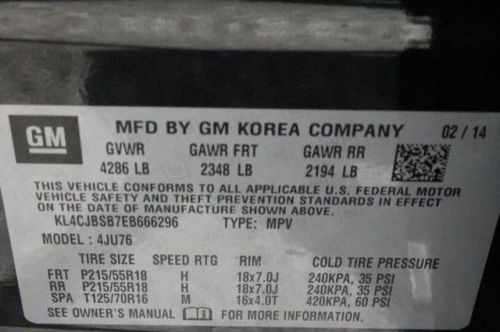 GM MFD BY GM KOREA COMPANY 02 / 14
GVWR GAWR FRT GAWR RR
4286 LB 2348 LB 2194 LB
THIS VEHICLE CONFORMS TO ALL APPLICABLE U.S. FEDERAL MOTOR
VEHICLE SAFETY AND THEFT PREVENTION STANDARDS IN EFFECT
ON THE DATE OF MANUFACTURE SHOWN ABOVE.
KL4CJBSB7EB666296 TYPE: MPV
MODEL : 4JU76
TIRE SIZE SPEED RTG RIM COLD TIRE PRESSURE
FRT P215/55R18 H 18x7.0J 240KPA, 35 PSI
RR P215/55R18 H 18x7.0J 240KPA, 35 PSI
SPA T125/70R16 M 16x4.0T 420KPA, 60 PSI
SEE OWNER'S MANUAL FOR MORE INFORMATION